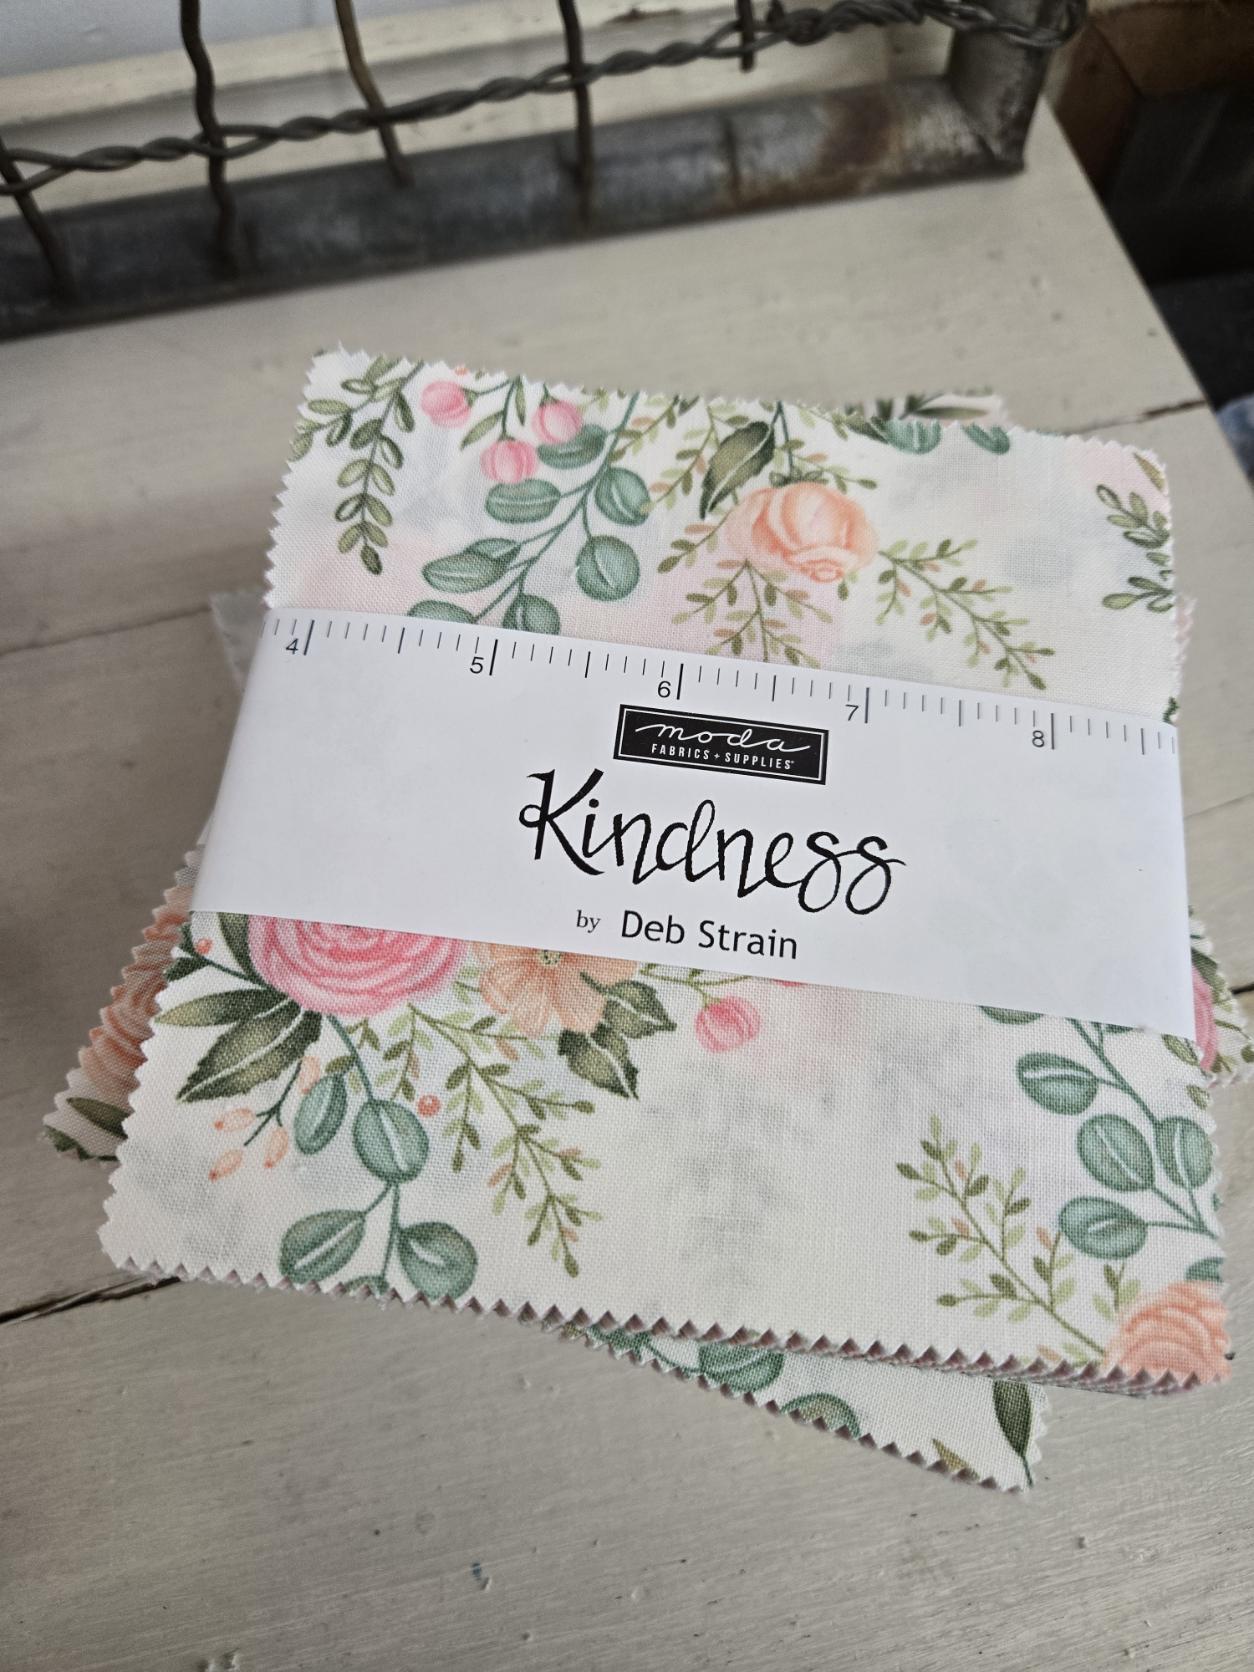 4 5 6 7 8
moda
FABRICS + SUPPLIES
Kindness
by Deb Strain